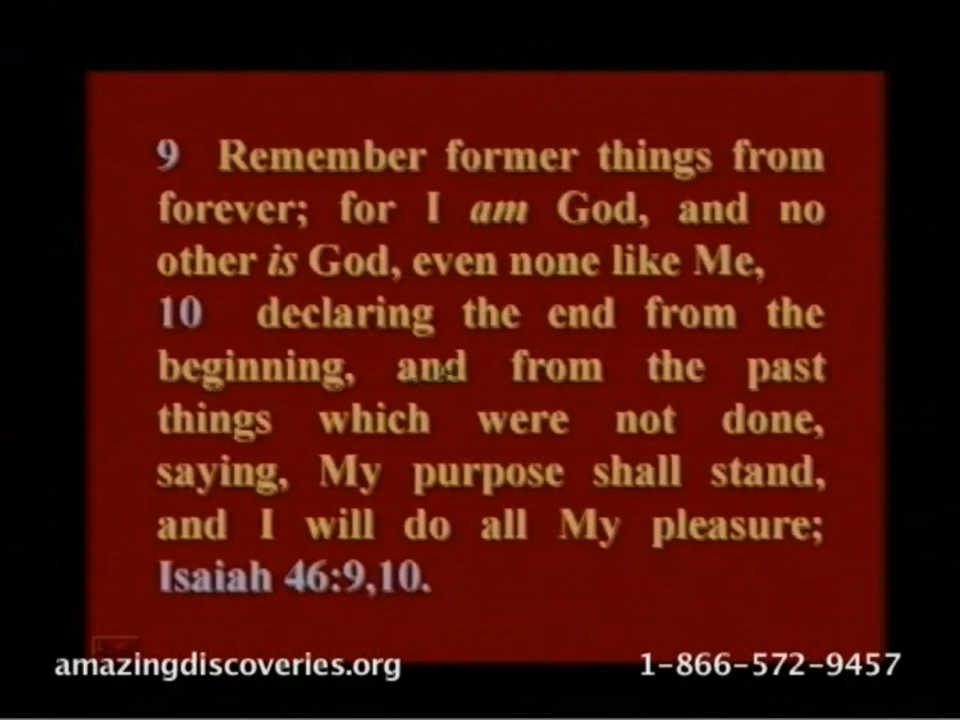 9 Remember former things from
forever; for I am God, and no
other is God, even none like Me,
10 declaring the end from the
beginning, and from the past
things which were not done,
saying, My purpose shall stand,
and I will do all My pleasure;
Isaiah 46:9,10.
amazingdiscoveries.org
1-866-572-9457